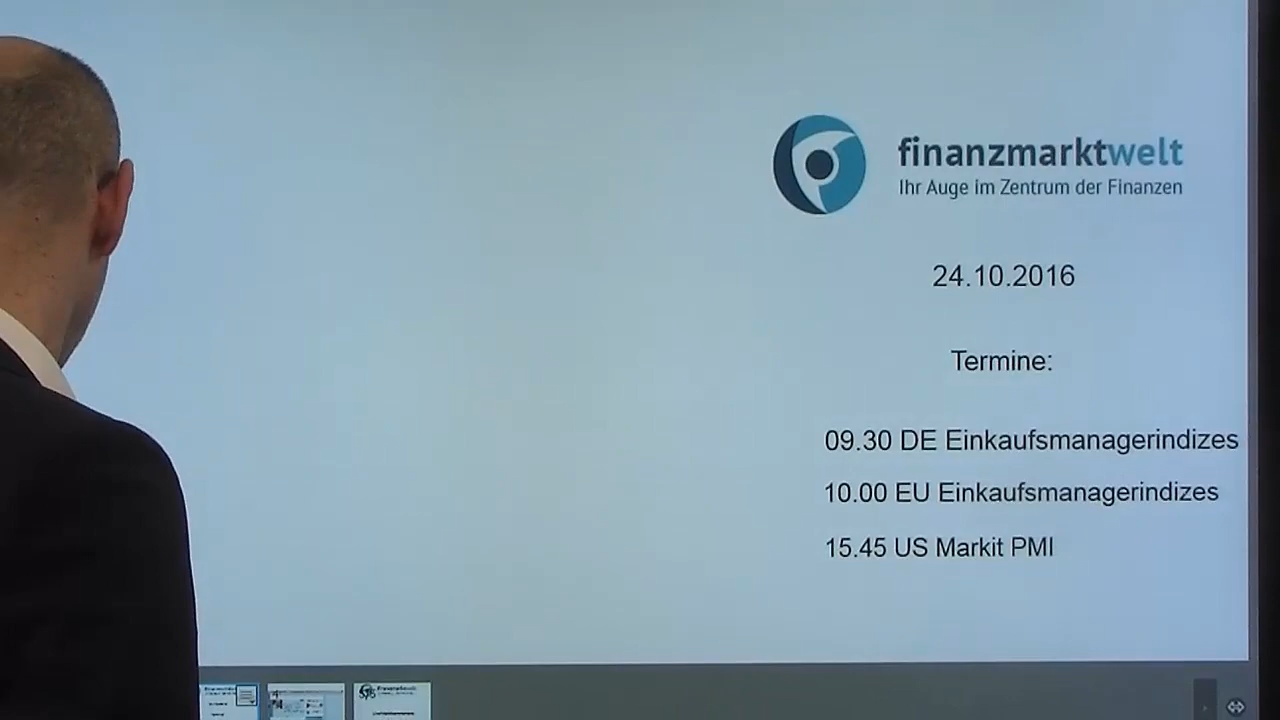 finanzmarktwelt
Ihr Auge im Zentrum der Finanzen
24.10.2016
Termine:
09.30 DE Einkaufsmanagerindizes
10.00 EU Einkaufsmanagerindizes
15.45 US Markit PMI